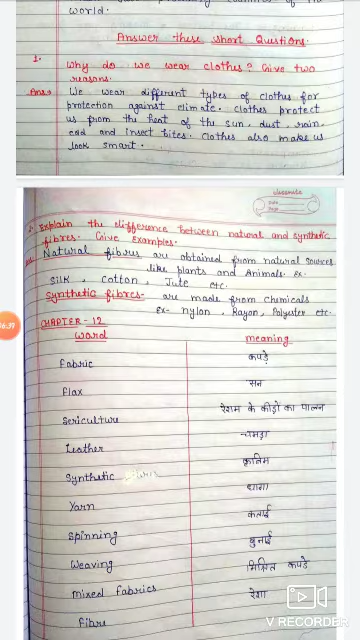 world.
Answer these short Questions.
1.
Why do we wear clothes? Give two
reasons.
Ans→ We wear different types of clothes for
protection against climate. Clothes protect
us from the heat of the sun, dust, rain,
cold and Insect bites. Clothes also make us
look smart.
classmate
Date
Page
Explain the difference between natural and synthetic
fibres. Give Examples.
Natural fibres are obtained from natural sources
like plants and Animals. Ex
Silk, Cotton, Jute etc.
Synthetic fibres- are made from chemicals
Ex- nylon, Rayon, Polyester etc.
CHAPTER-12
word meaning
Fabric कपड़े
Flax सन
Sericulture रेशम के कीड़ो का पालन
Leather चमड़ा
Synthetic क्रत्रिम
Yarn धागा
Spinning कताई
Weaving बुनाई
mixed fabrics मिश्रित कपड़े
Fibre रेशा
V RECORDER